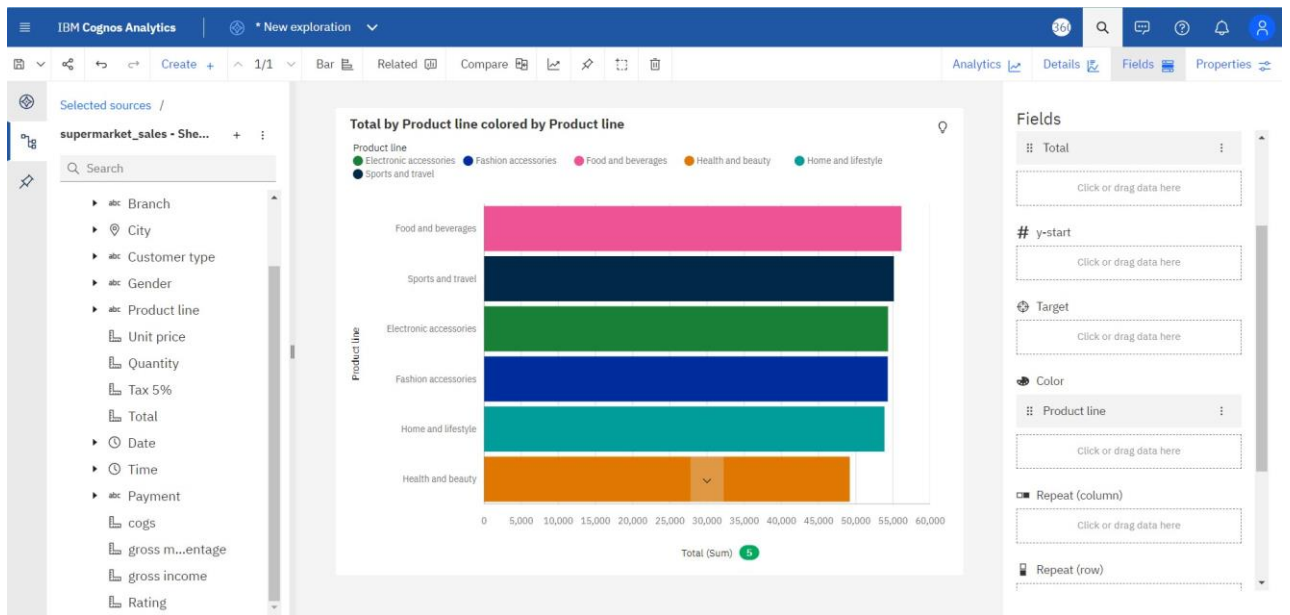 IBM Cognos Analytics
* New exploration
360
Create +
1/1
Bar
Related
Compare
Analytics
Details
Fields
Properties
Selected sources /
supermarket_sales - She...
Search
abc Branch
City
abc Customer type
abc Gender
abc Product line
Unit price
Quantity
Tax 5%
Total
Date
Time
abc Payment
cogs
gross m...entage
gross income
Rating
Total by Product line colored by Product line
Product line
Electronic accessories Fashion accessories Food and beverages Health and beauty Home and lifestyle
Sports and travel
Product line
Food and beverages
Sports and travel
Electronic accessories
Fashion accessories
Home and lifestyle
Health and beauty
0 5,000 10,000 15,000 20,000 25,000 30,000 35,000 40,000 45,000 50,000 55,000 60,000
Total (Sum) 5
Fields
Total
Click or drag data here
# y-start
Click or drag data here
Target
Click or drag data here
Color
Product line
Click or drag data here
Repeat (column)
Click or drag data here
Repeat (row)